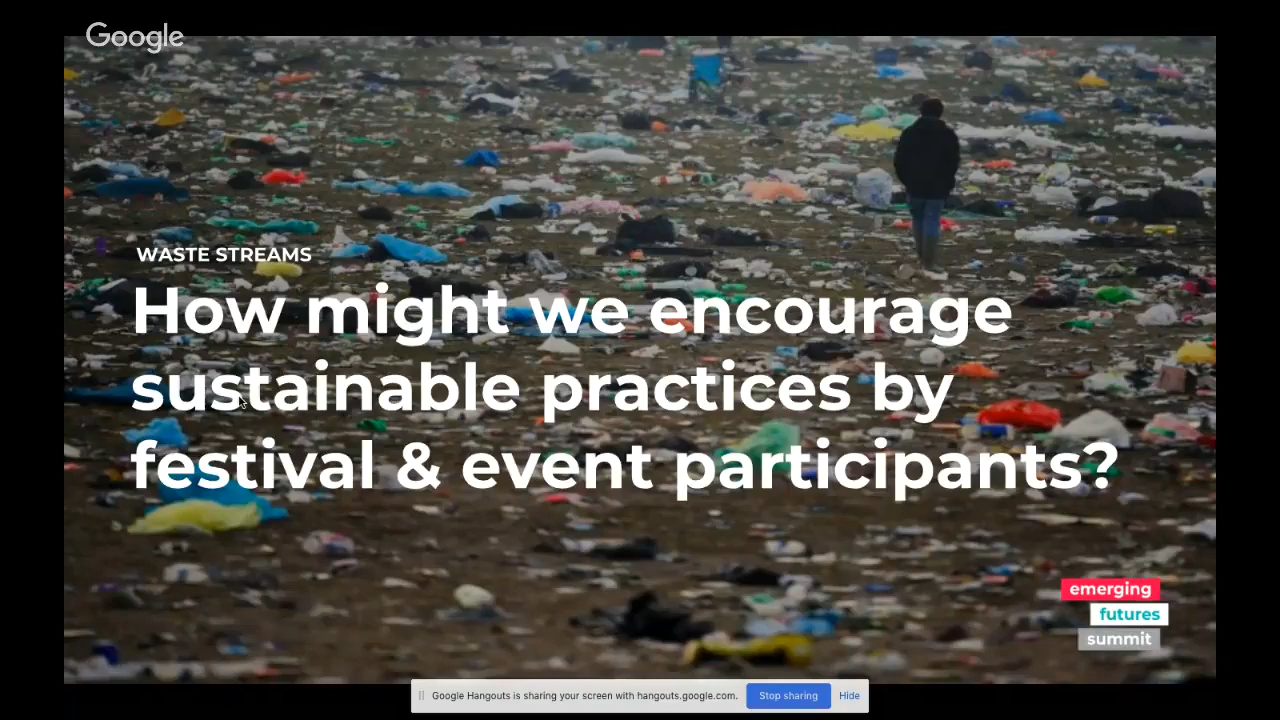 Google
WASTE STREAMS
How might we encourage
sustainable practices by
festival & event participants?
emerging
futures
summit
Google Hangouts is sharing your screen with hangouts.google.com.
Stop sharing
Hide